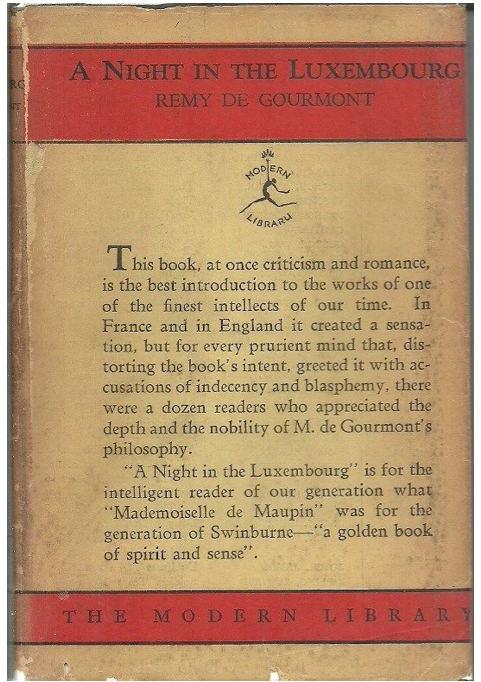 A NIGHT IN THE LUXEMBOURG
REMY DE GOURMONT
MODERN
LIBRARY
This book, at once criticism and romance,
is the best introduction to the works of one
of the finest intellects of our time. In
France and in England it created a sensa-
tion, but for every prurient mind that, dis-
torting the book's intent, greeted it with ac-
cusations of indecency and blasphemy, there
were a dozen readers who appreciated the
depth and the nobility of M. de Gourmont's
philosophy.
"A Night in the Luxembourg" is for the
intelligent reader of our generation what
"Mademoiselle de Maupin" was for the
generation of Swinburne—"a golden book
of spirit and sense".
THE MODERN LIBRARY